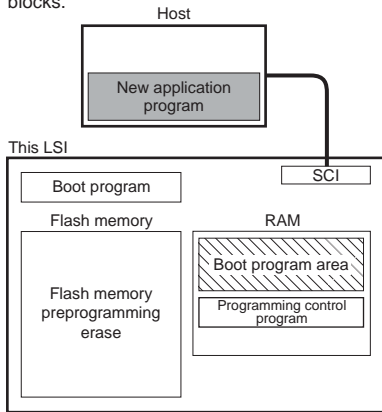 blocks.
Host
New application
program
This LSI
SCI
Boot program
Flash memory
RAM
Boot program area
Flash memory
preprogramming
erase
Programming control
program